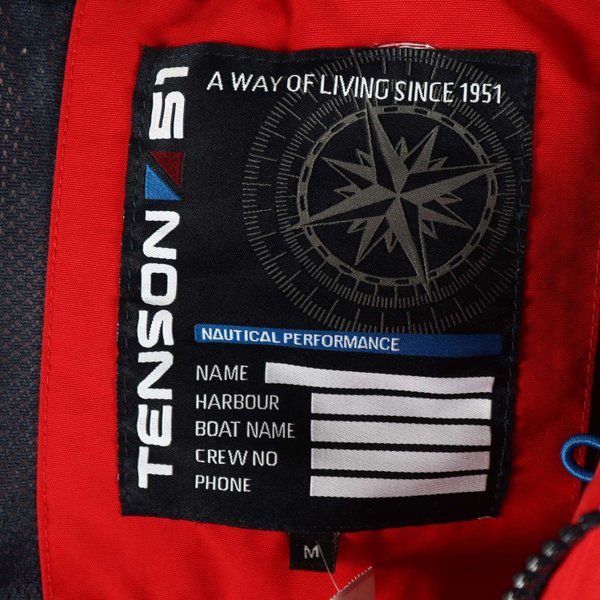 TENSON 51
A WAY OF LIVING SINCE 1951
NAUTICAL PERFORMANCE
NAME
HARBOUR
BOAT NAME
CREW NO
PHONE
M